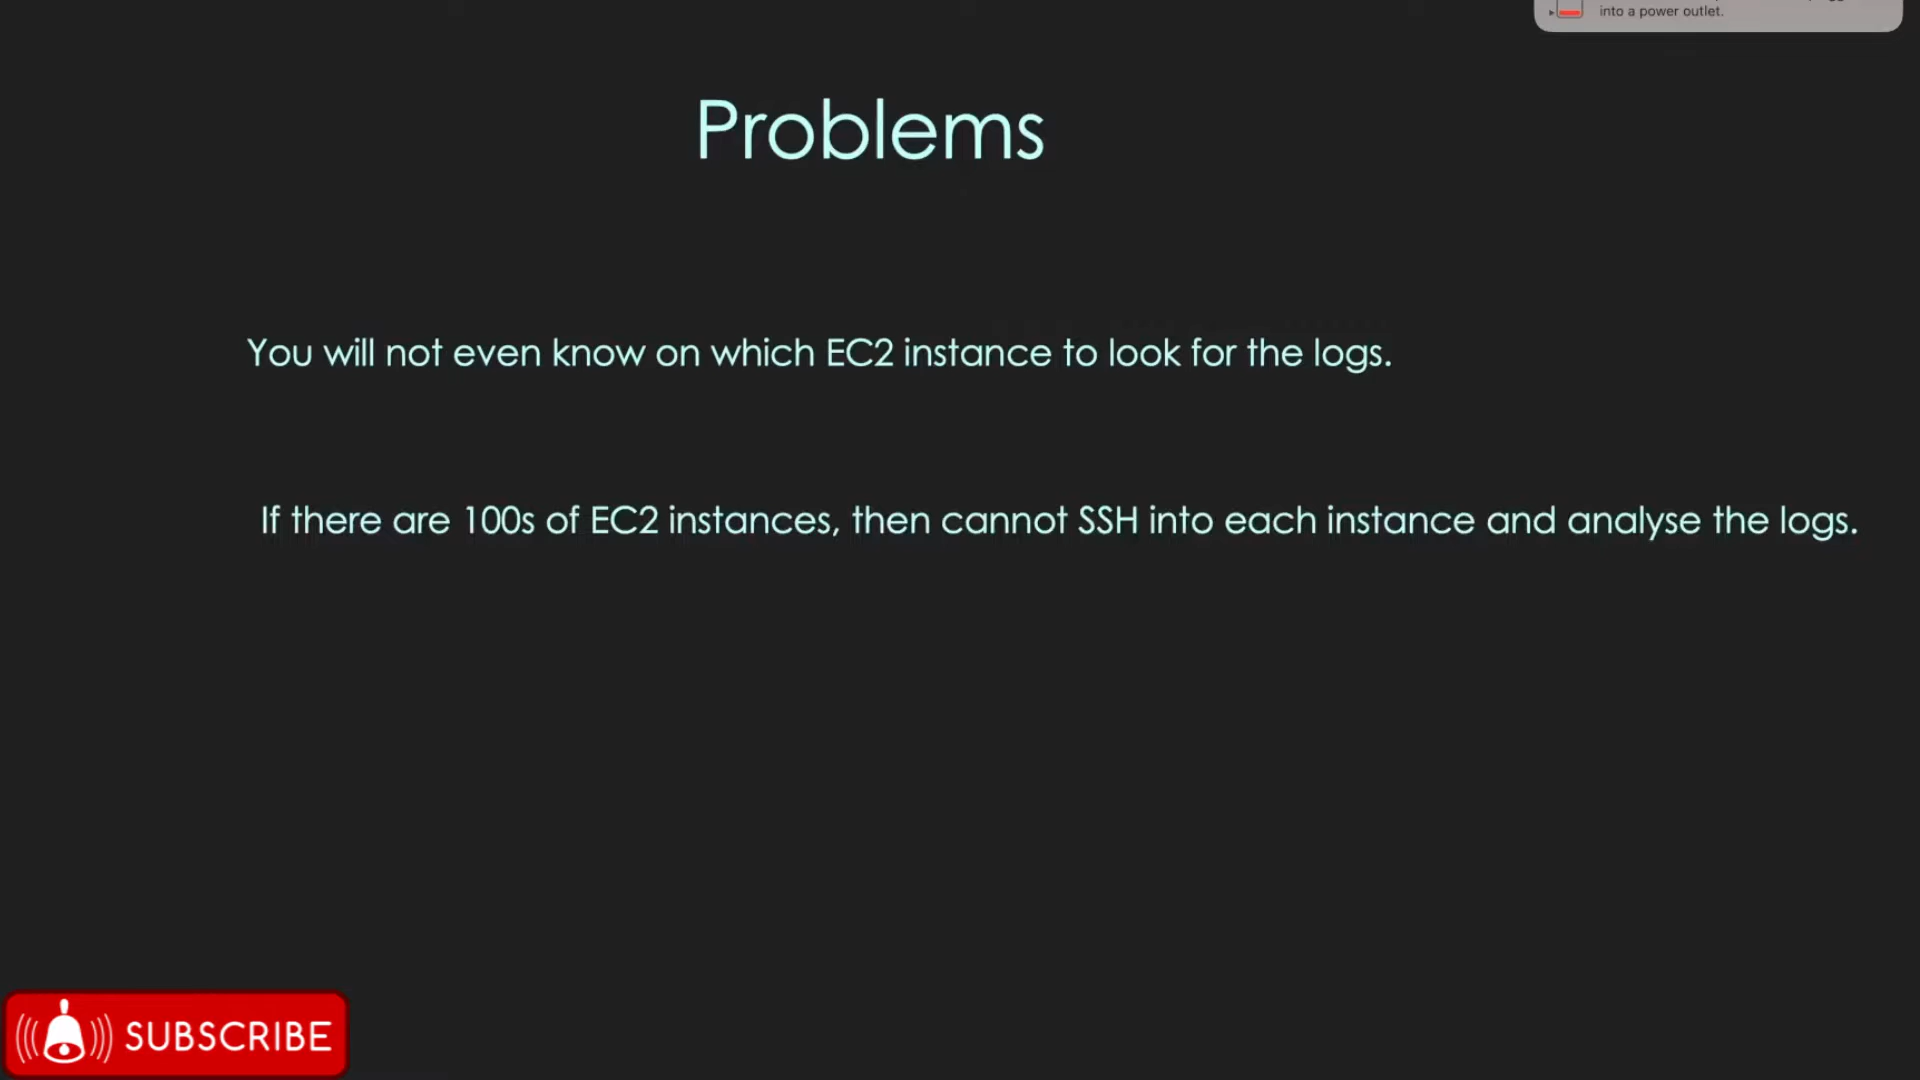 into a power outlet.
Problems
You will not even know on which EC2 instance to look for the logs.
If there are 100s of EC2 instances, then cannot SSH into each instance and analyse the logs.
SUBSCRIBE